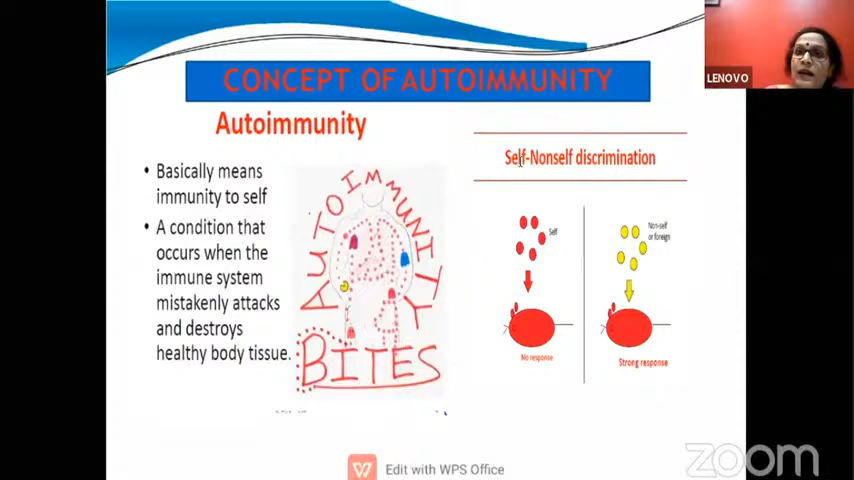 CONCEPT OF AUTOIMMUNITY
LENOVO
Autoimmunity
• Basically means
immunity to self
• A condition that
occurs when the
immune system
mistakenly attacks
and destroys
healthy body tissue.
AUTOIMMUNITY
BITES
Self-Nonself discrimination
Self
Non-self
or foreign
No response
Strong response
Edit with WPS Office
zoom